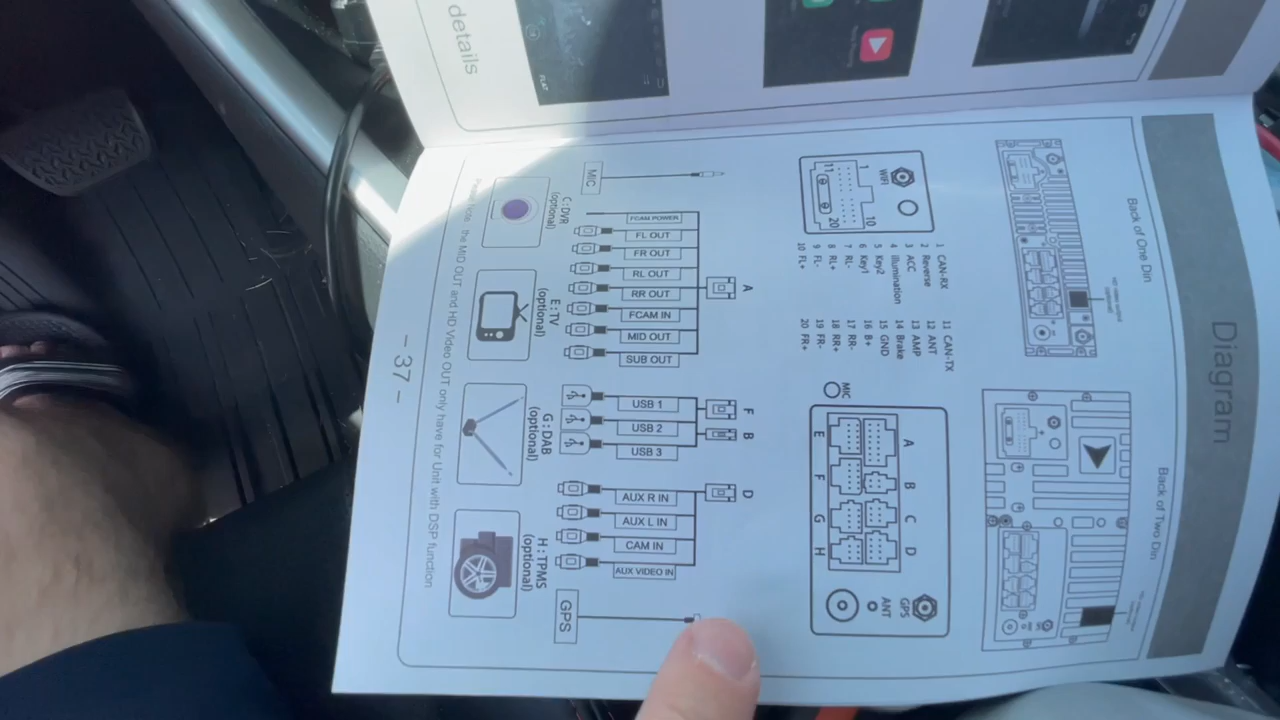 details
FLAT
Diagram
Back of One Din
Back of Two Din
WIFI
1
10
11
20
1 CAN-RX
2 Reverse
3 ACC
4 illumination
5 Key2
6 Key1
7 RL-
8 RL+
9 FL-
10 FL+
11 CAN-TX
12 ANT
13 AMP
14 Brake
15 GND
16 B+
17 RR-
18 RR+
19 FR-
20 FR+
MIC
A B C D
E F G H
GPS
ANT
MIC
A
FCAM POWER
FL OUT
FR OUT
RL OUT
RR OUT
FCAM IN
MID OUT
SUB OUT
F
B
USB 1
USB 2
USB 3
D
AUX R IN
AUX L IN
CAM IN
AUX VIDEO IN
GPS
C : DVR
(optional)
E : TV
(optional)
G : DAB
(optional)
H : TPMS
(optional)
the MID OUT and HD Video OUT only have for Unit with DSP function
– 37 –